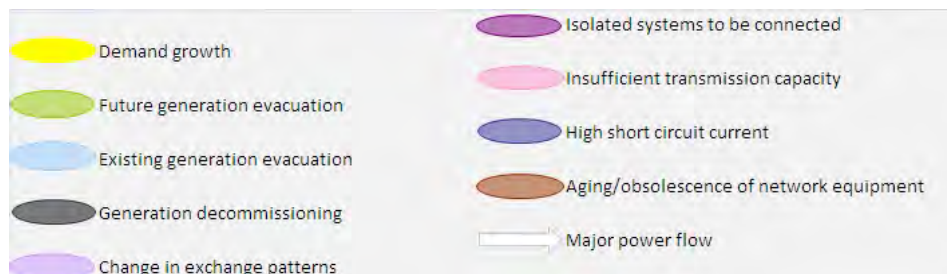 Demand growth
Future generation evacuation
Existing generation evacuation
Generation decommissioning
Change in exchange patterns
Isolated systems to be connected
Insufficient transmission capacity
High short circuit current
Aging/obsolescence of network equipment
Major power flow